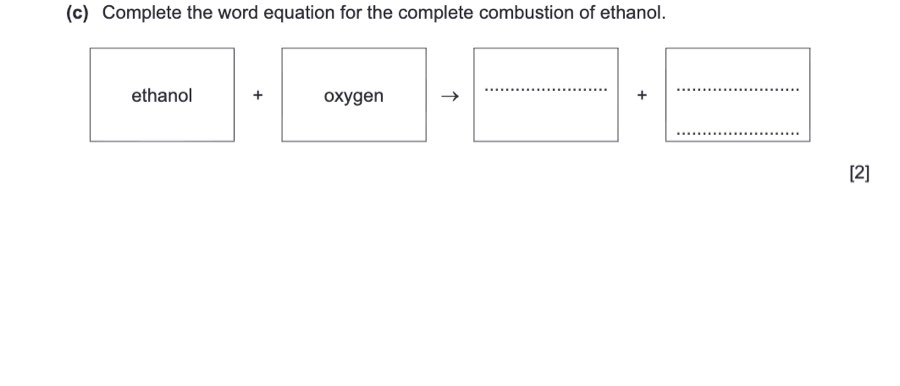 (c) Complete the word equation for the complete combustion of ethanol.
ethanol + oxygen → ........................ + ........................
........................
[2]